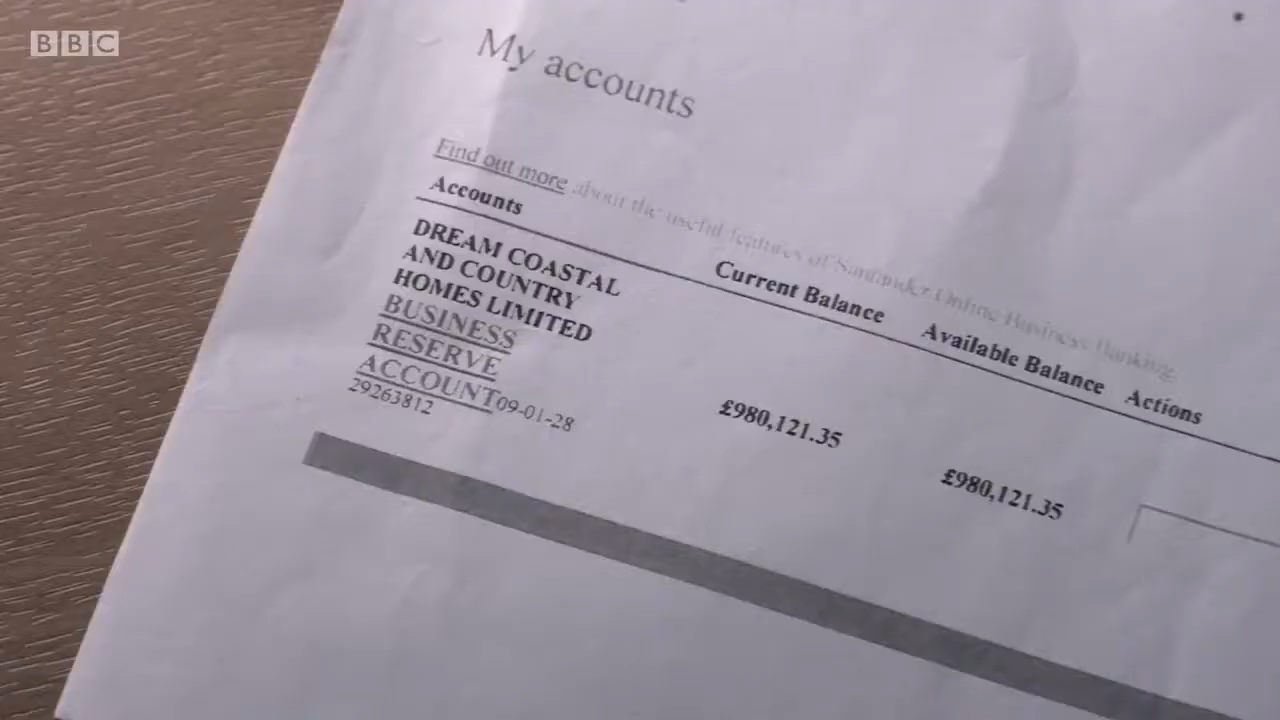 BBC
My accounts
Find out more about the useful features of Santander Online Business Banking
Accounts
Current Balance
Available Balance
Actions
DREAM COASTAL
AND COUNTRY
HOMES LIMITED
BUSINESS
RESERVE
ACCOUNT09-01-28
29263812
£980,121.35
£980,121.35